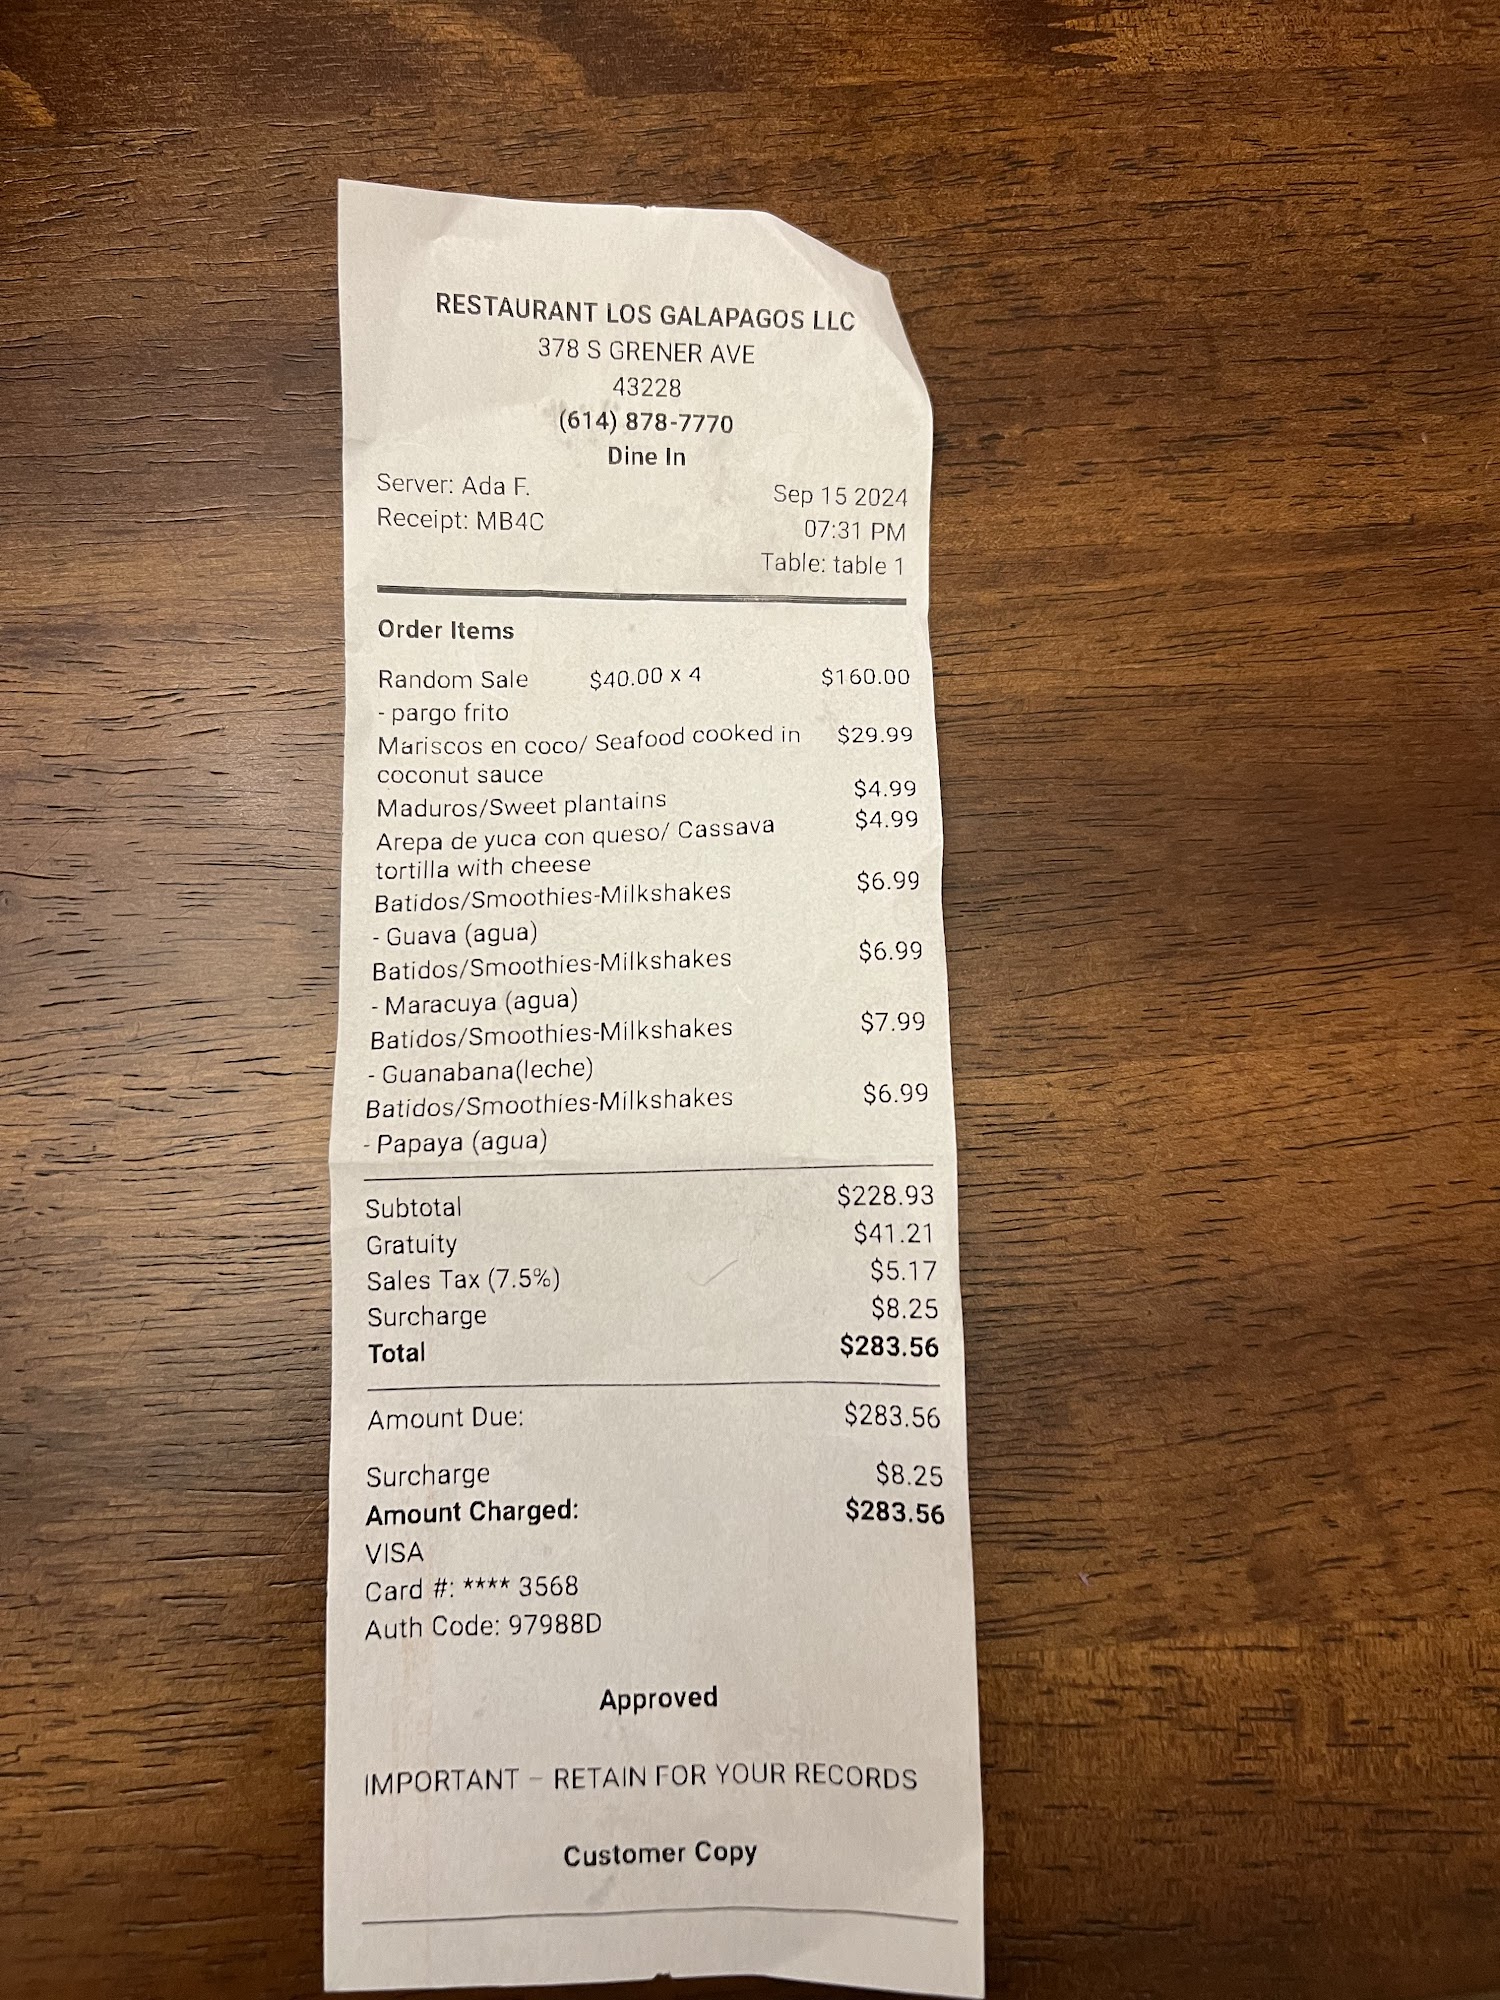 RESTAURANT LOS GALAPAGOS LLC
378 S GRENER AVE
43228
(614) 878-7770
Dine In
Server: Ada F.
Receipt: MB4C
Sep 15 2024
07:31 PM
Table: table 1
Order Items
Random Sale $40.00 x 4 $160.00
- pargo frito
Mariscos en coco/ Seafood cooked in $29.99
coconut sauce
Maduros/Sweet plantains $4.99
Arepa de yuca con queso/ Cassava $4.99
tortilla with cheese
Batidos/Smoothies-Milkshakes $6.99
- Guava (agua)
Batidos/Smoothies-Milkshakes $6.99
- Maracuya (agua)
Batidos/Smoothies-Milkshakes $7.99
- Guanabana(leche)
Batidos/Smoothies-Milkshakes $6.99
- Papaya (agua)
Subtotal $228.93
Gratuity $41.21
Sales Tax (7.5%) $5.17
Surcharge $8.25
Total $283.56
Amount Due: $283.56
Surcharge $8.25
Amount Charged: $283.56
VISA
Card #: **** 3568
Auth Code: 97988D
Approved
IMPORTANT – RETAIN FOR YOUR RECORDS
Customer Copy